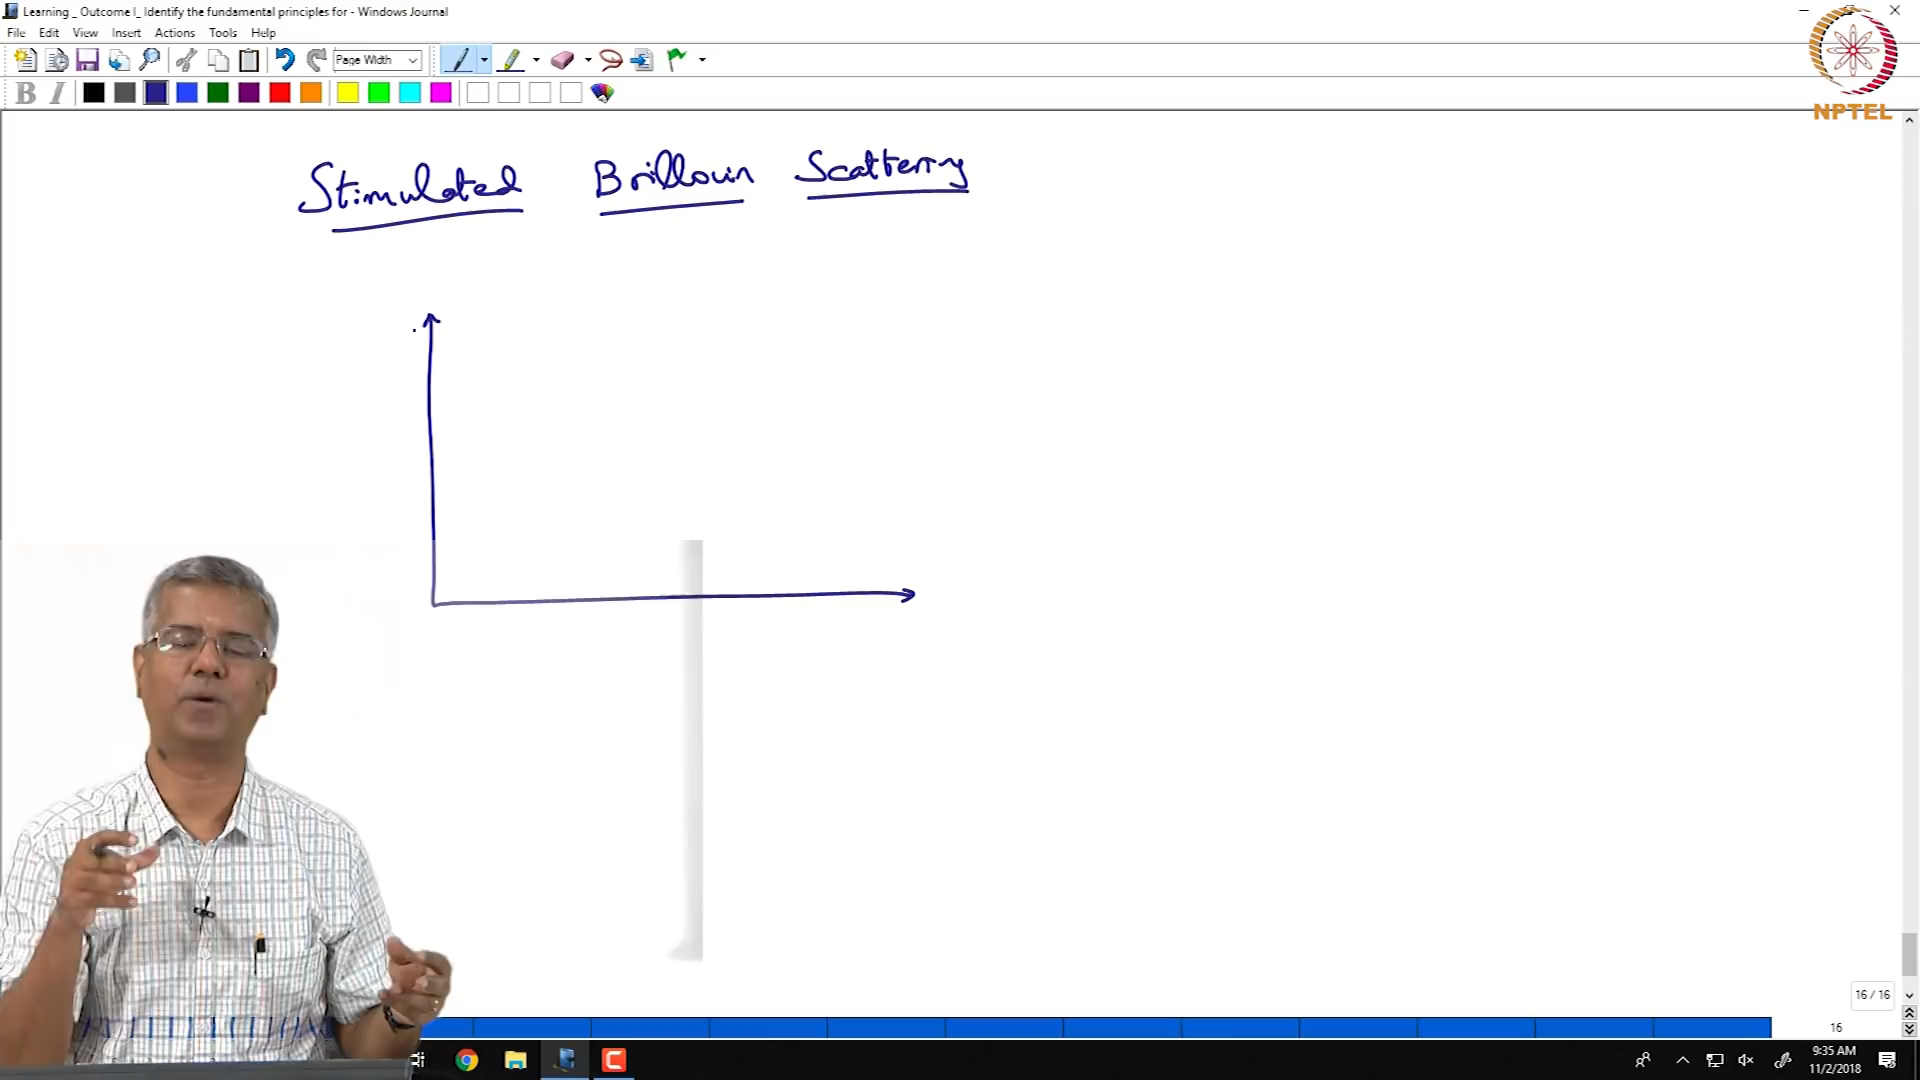 Learning _ Outcome I_ Identify the fundamental principles for - Windows Journal
File Edit View Insert Actions Tools Help
Page Width
B I
NPTEL
Stimulated Brillouin Scattering
16 / 16
16
9:35 AM
11/2/2018